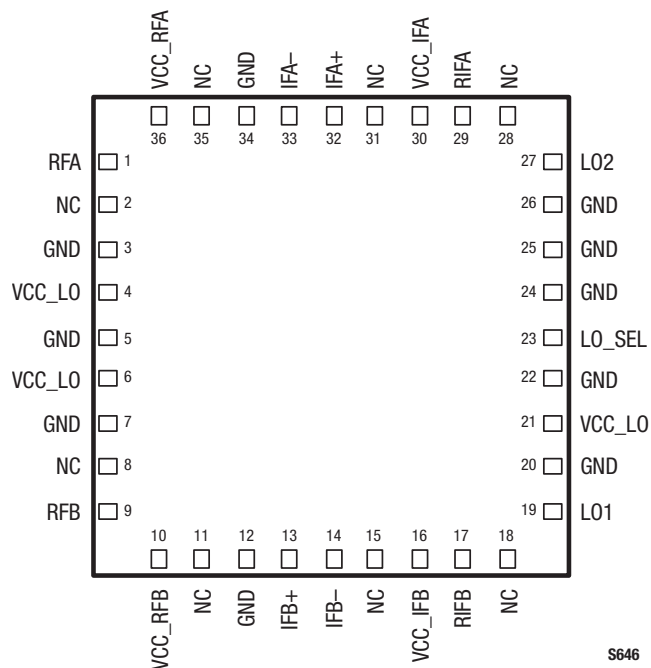 VCC_RFA NC GND IFA– IFA+ NC VCC_IFA RIFA NC
36 35 34 33 32 31 30 29 28
RFA 1 27 LO2
NC 2 26 GND
GND 3 25 GND
VCC_LO 4 24 GND
GND 5 23 LO_SEL
VCC_LO 6 22 GND
GND 7 21 VCC_LO
NC 8 20 GND
RFB 9 19 LO1
10 11 12 13 14 15 16 17 18
VCC_RFB NC GND IFB+ IFB– NC VCC_IFB RIFB NC
S646